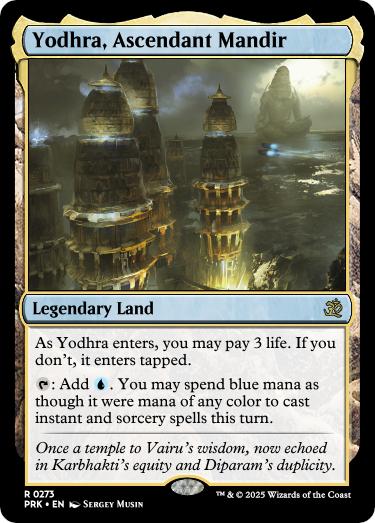 Yodhra, Ascendant Mandir
Legendary Land
As Yodhra enters, you may pay 3 life. If you
don't, it enters tapped.
: Add . You may spend blue mana as
though it were mana of any color to cast
instant and sorcery spells this turn.
Once a temple to Vairu's wisdom, now echoed
in Karbhakti's equity and Diparam's duplicity.
R 0273
PRK • EN Sergey Musin
™ & © 2025 Wizards of the Coast